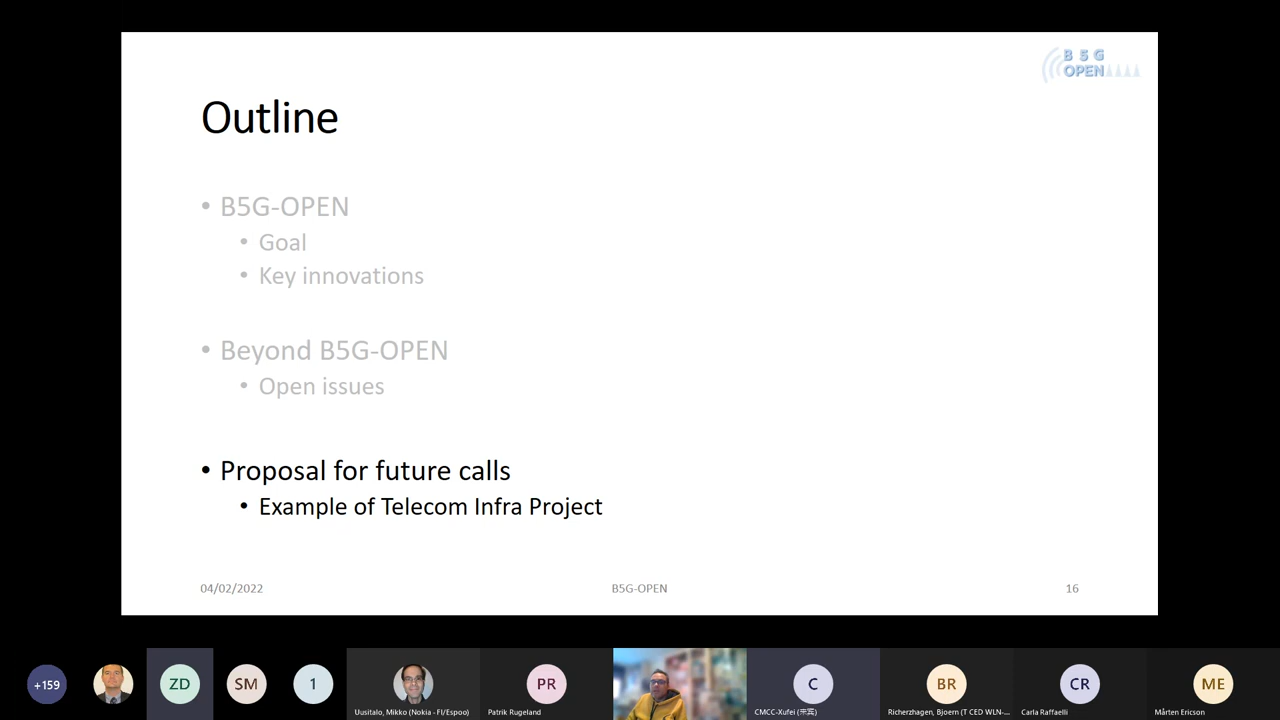 B 5 G
OPEN
Outline
• B5G-OPEN
• Goal
• Key innovations
• Beyond B5G-OPEN
• Open issues
• Proposal for future calls
• Example of Telecom Infra Project
04/02/2022
B5G-OPEN
16
+159
ZD
SM
1
PR
C
BR
CR
ME
Uusitalo, Mikko (Nokia - FI/Espoo)
Patrik Rugeland
CMCC-Xufei (宋宾)
Richerzhagen, Bjoern (T CED WLN-...
Carla Raffaelli
Mårten Ericson